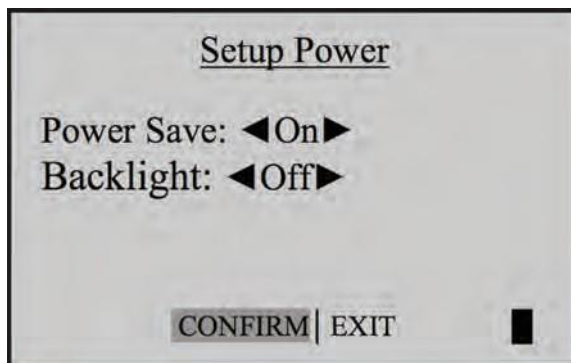 Setup Power
Power Save: ◀On▶
Backlight: ◀Off▶
CONFIRM| EXIT